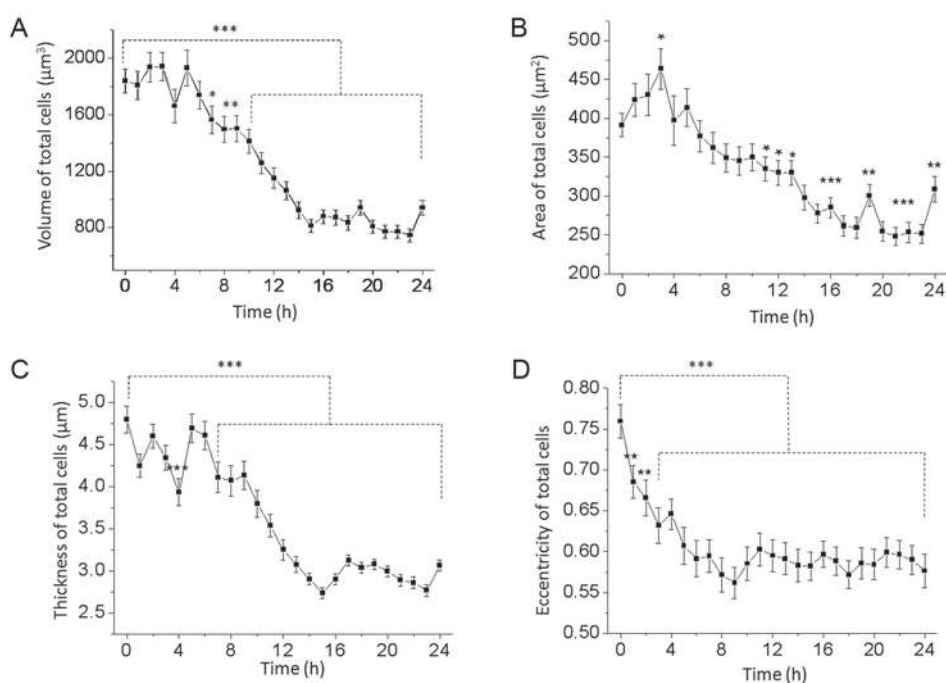 A
Volume of total cells (µm³)
***
2000
1600
1200
800
*
**
0 4 8 12 16 20 24
Time (h)
B
Area of total cells (µm²)
500
450
400
350
300
250
200
*
* * *
***
**
***
**
0 4 8 12 16 20 24
Time (h)
C
Thickness of total cells (µm)
***
5.0
4.5
4.0
3.5
3.0
2.5
***
0 4 8 12 16 20 24
Time (h)
D
Eccentricity of total cells
***
0.80
0.75
0.70
0.65
0.60
0.55
0.50
**
**
0 4 8 12 16 20 24
Time (h)